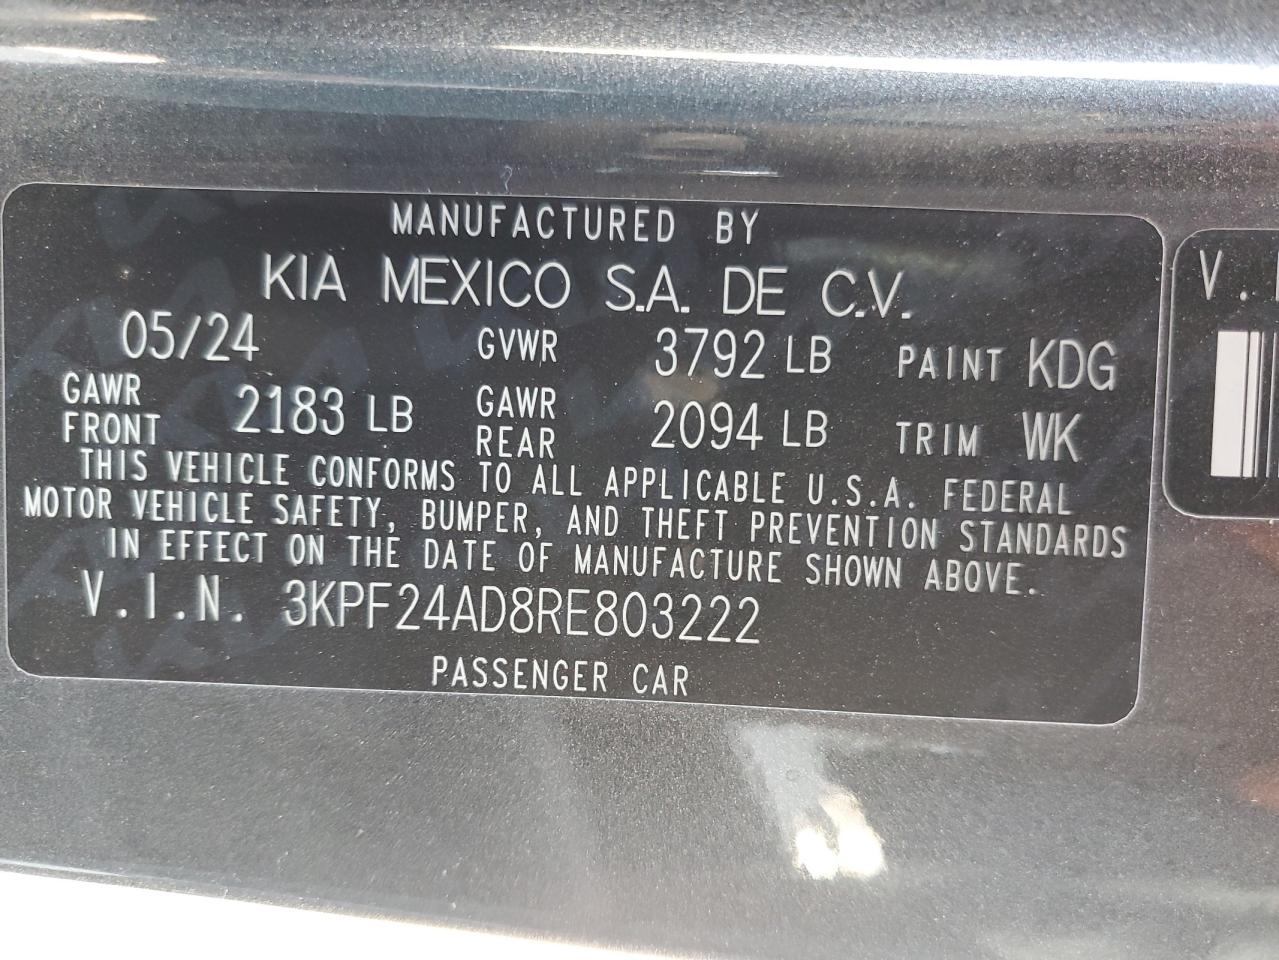 MANUFACTURED BY
KIA MEXICO S.A. DE C.V.
05/24 GVWR 3792 LB PAINT KDG
GAWR FRONT 2183 LB GAWR REAR 2094 LB TRIM WK
THIS VEHICLE CONFORMS TO ALL APPLICABLE U.S.A. FEDERAL
MOTOR VEHICLE SAFETY, BUMPER, AND THEFT PREVENTION STANDARDS
IN EFFECT ON THE DATE OF MANUFACTURE SHOWN ABOVE.
V.I.N. 3KPF24AD8RE803222
PASSENGER CAR
V.